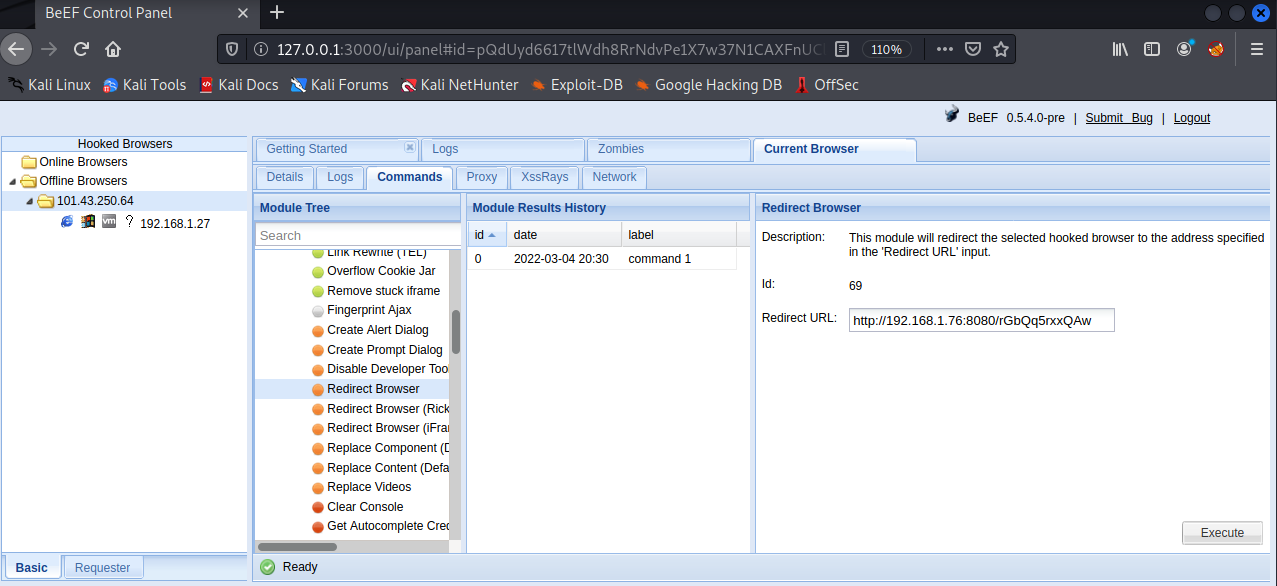 BeEF Control Panel
127.0.0.1:3000/ui/panel#id=pQdUyd6617tlWdh8RrNdvPe1X7w37N1CAXFnUC
110%
Kali Linux Kali Tools Kali Docs Kali Forums Kali NetHunter Exploit-DB Google Hacking DB OffSec
BeEF 0.5.4.0-pre | Submit Bug | Logout
Hooked Browsers
Online Browsers
Offline Browsers
101.43.250.64
? 192.168.1.27
Basic Requester
Getting Started Logs Zombies Current Browser
Details Logs Commands Proxy XssRays Network
Module Tree
Search
Link Rewrite (TEL)
Overflow Cookie Jar
Remove stuck iframe
Fingerprint Ajax
Create Alert Dialog
Create Prompt Dialog
Disable Developer Tool
Redirect Browser
Redirect Browser (Rick
Redirect Browser (iFra
Replace Component (D
Replace Content (Defa
Replace Videos
Clear Console
Get Autocomplete Cred
Module Results History
id date label
0 2022-03-04 20:30 command 1
Redirect Browser
Description: This module will redirect the selected hooked browser to the address specified
in the 'Redirect URL' input.
Id: 69
Redirect URL: http://192.168.1.76:8080/rGbQq5rxxQAw
Execute
Ready